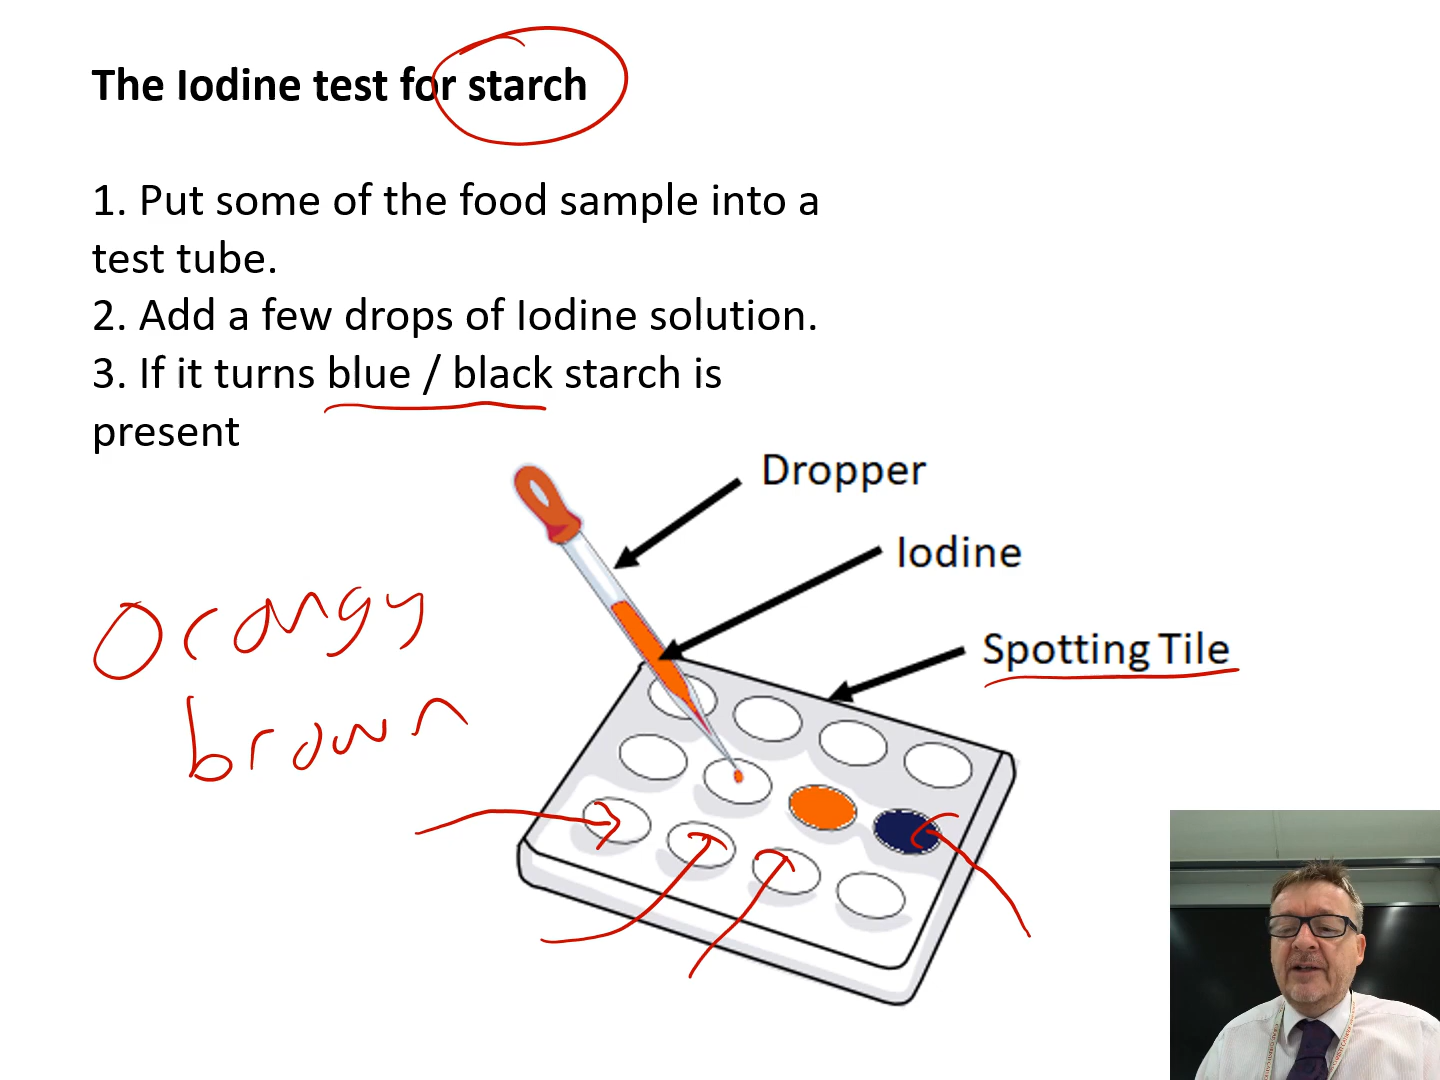 The Iodine test for starch
1. Put some of the food sample into a
test tube.
2. Add a few drops of Iodine solution.
3. If it turns blue / black starch is
present
Dropper
Iodine
Spotting Tile
Orangy
brown